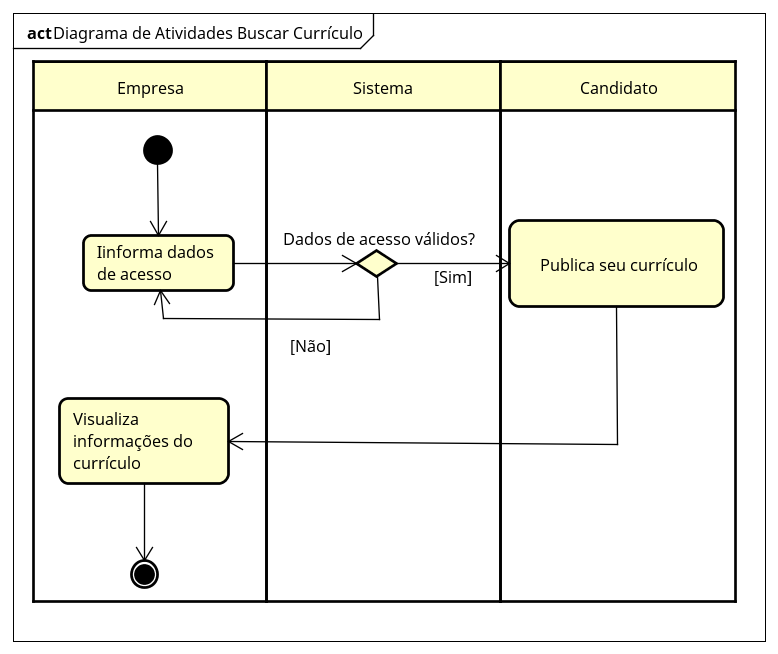 act Diagrama de Atividades Buscar Currículo
Empresa
Sistema
Candidato
Dados de acesso válidos?
Iinforma dados
de acesso
Publica seu currículo
[Sim]
[Não]
Visualiza
informações do
currículo